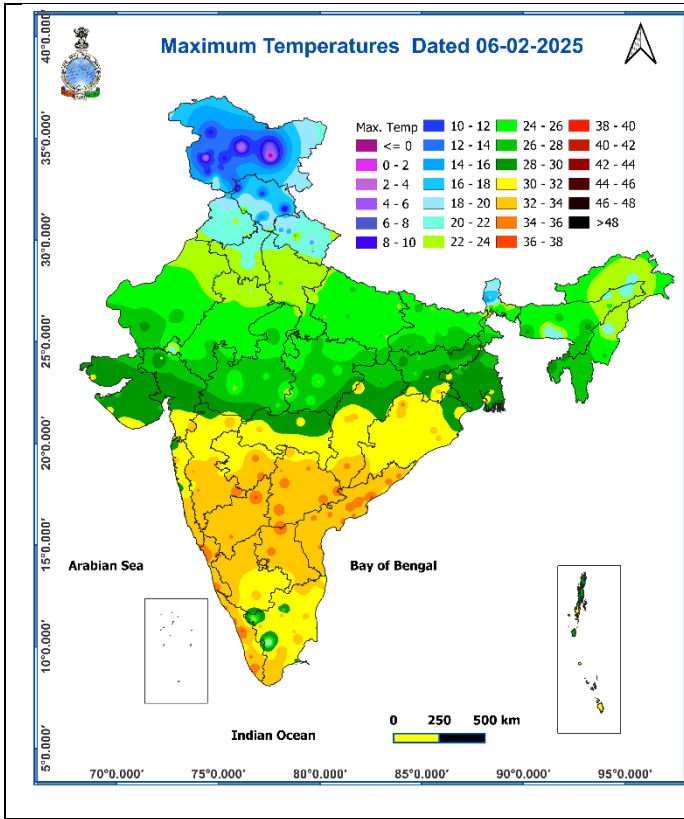 Maximum Temperatures Dated 06-02-2025
Max. Temp
<= 0
0 - 2
2 - 4
4 - 6
6 - 8
8 - 10
10 - 12
12 - 14
14 - 16
16 - 18
18 - 20
20 - 22
22 - 24
24 - 26
26 - 28
28 - 30
30 - 32
32 - 34
34 - 36
36 - 38
38 - 40
40 - 42
42 - 44
44 - 46
46 - 48
>48
40°0.000'
35°0.000'
30°0.000'
25°0.000'
20°0.000'
15°0.000'
10°0.000'
5°0.000'
Arabian Sea
Bay of Bengal
Indian Ocean
0 250 500 km
70°0.000' 75°0.000' 80°0.000' 85°0.000' 90°0.000' 95°0.000'